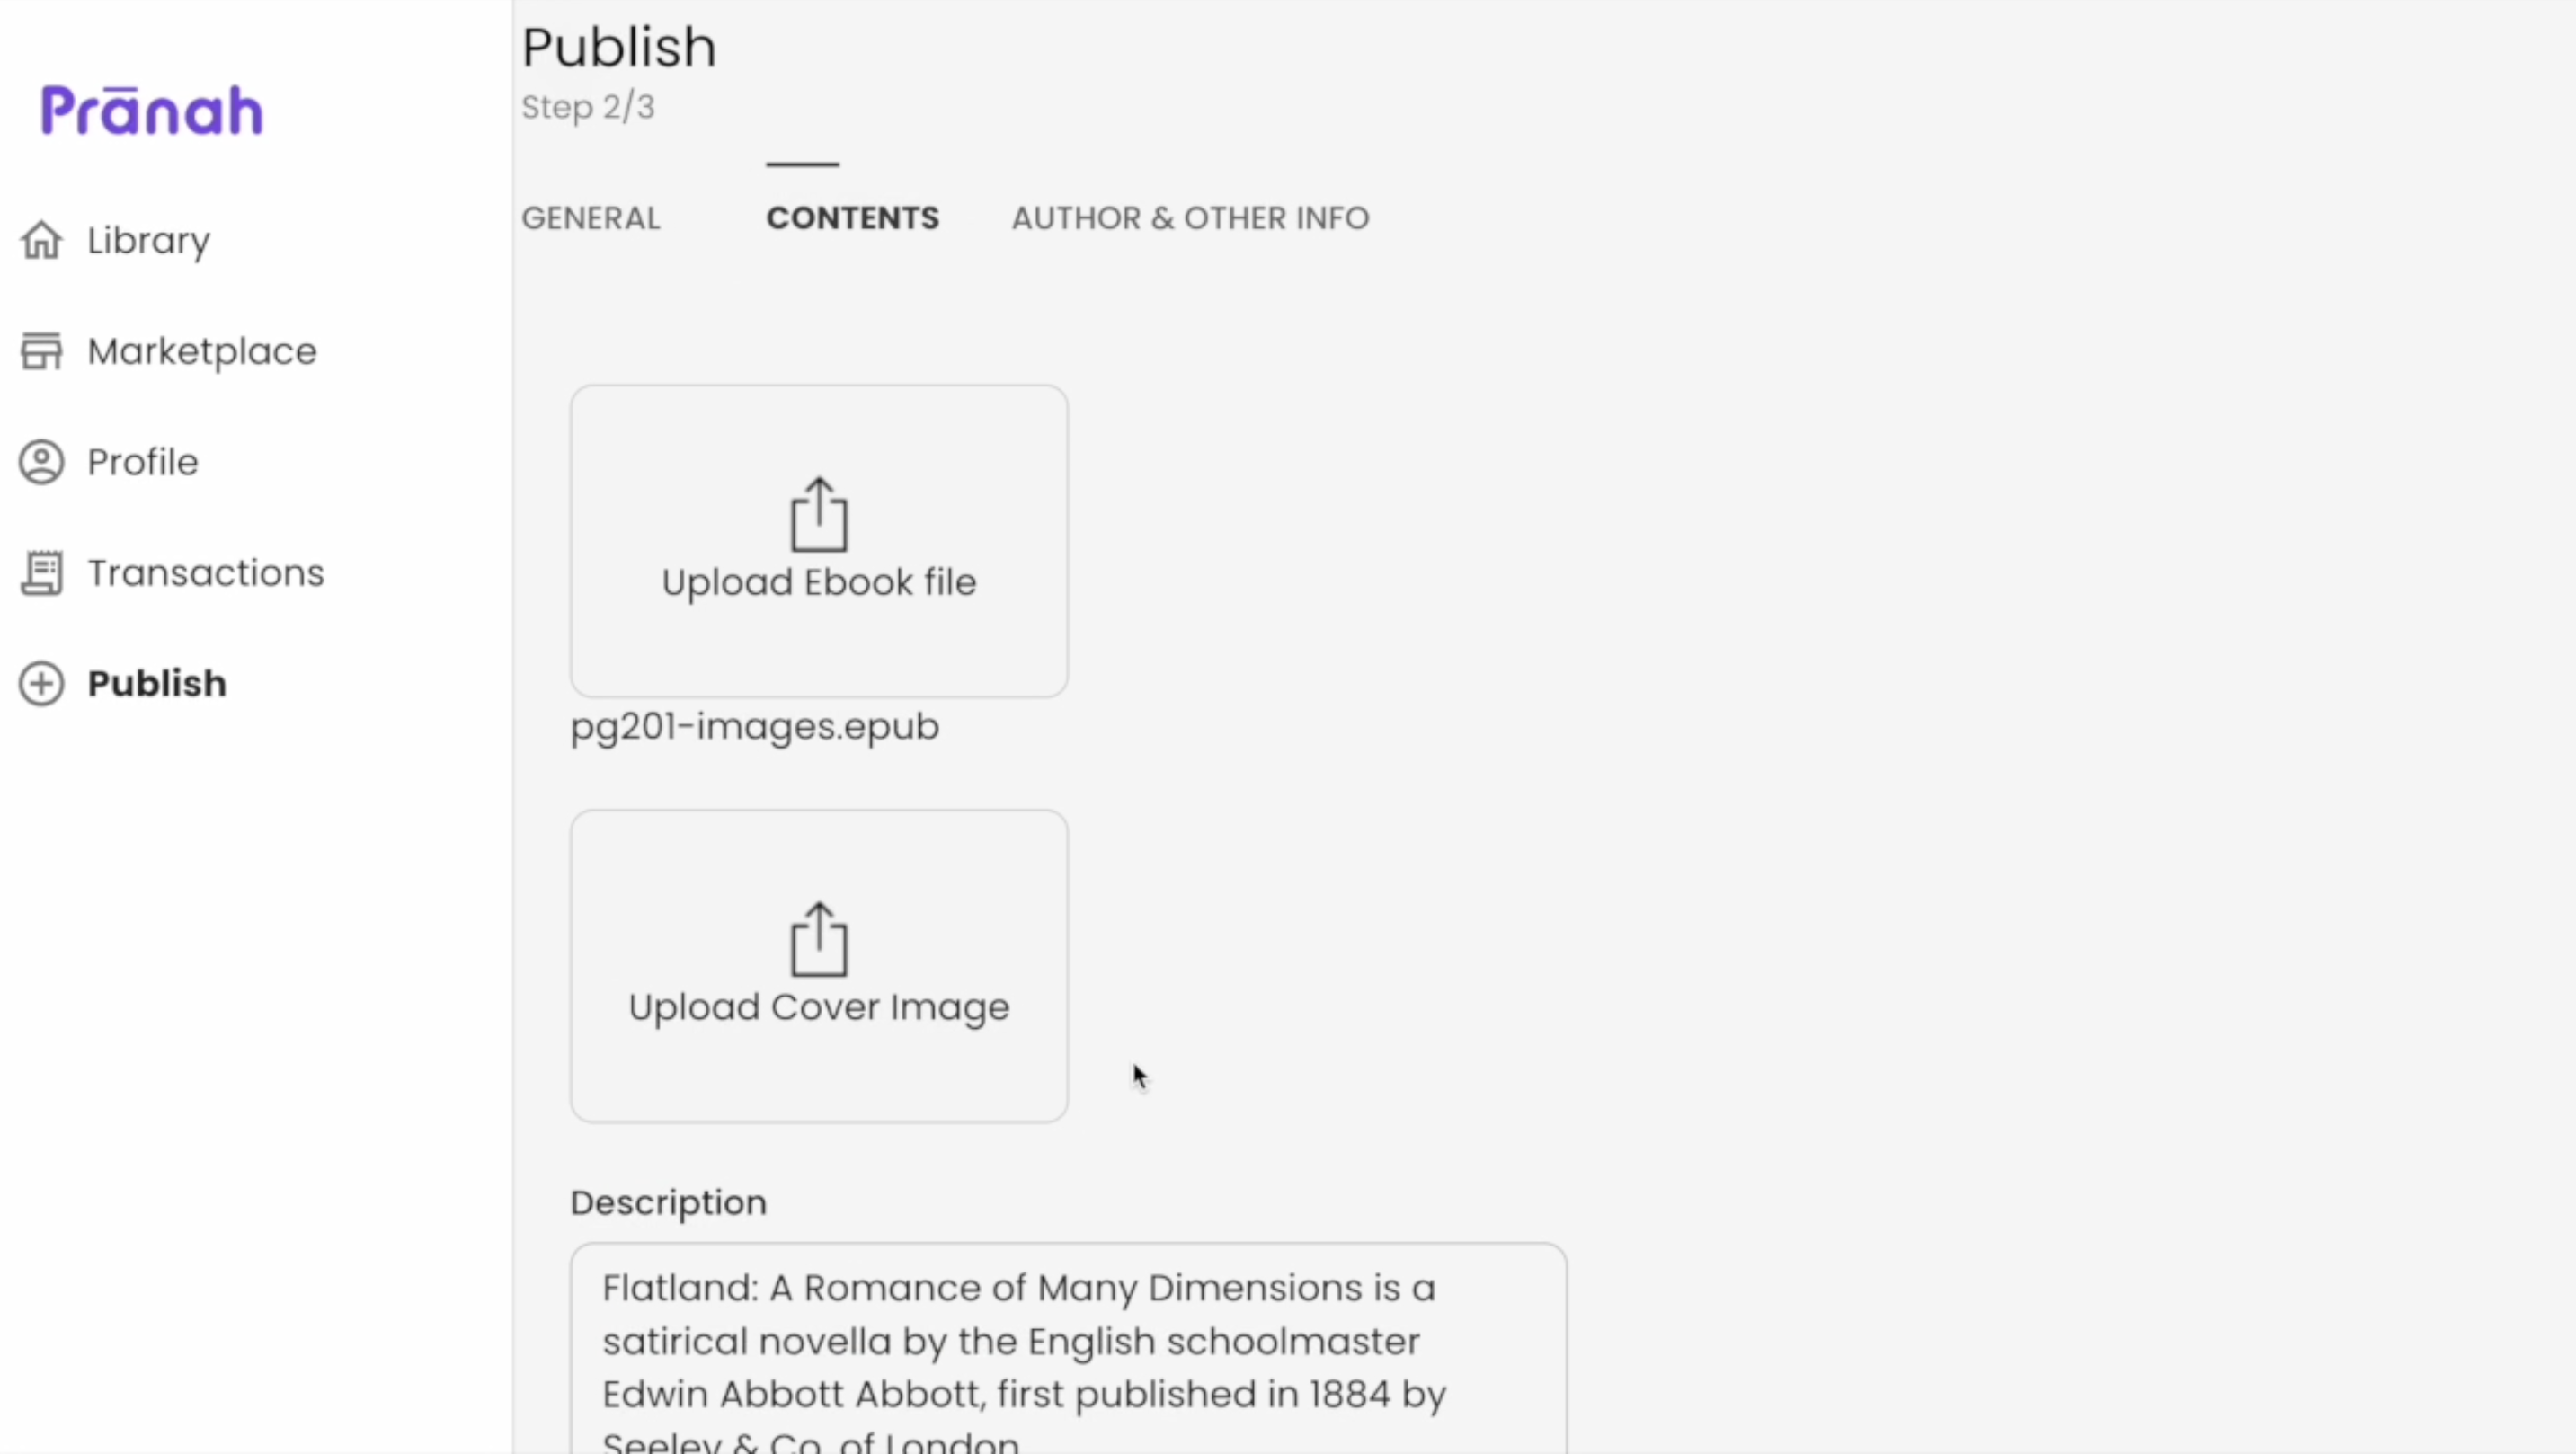 Prānah
Library
Marketplace
Profile
Transactions
Publish
Publish
Step 2/3
GENERAL
CONTENTS
AUTHOR & OTHER INFO
Upload Ebook file
pg201-images.epub
Upload Cover Image
Description
Flatland: A Romance of Many Dimensions is a
satirical novella by the English schoolmaster
Edwin Abbott Abbott, first published in 1884 by
Seeley & Co. of London